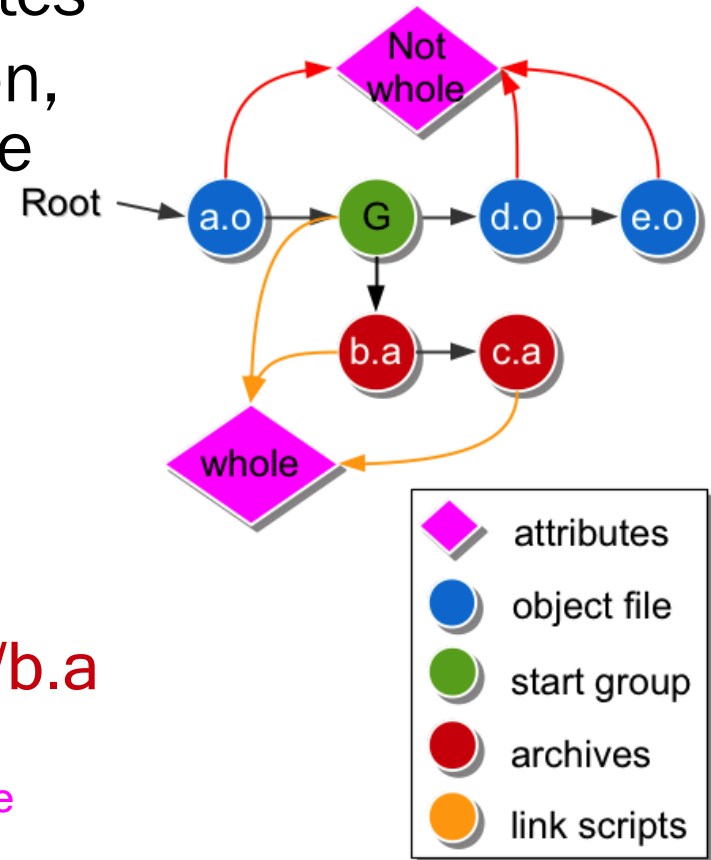 Not
whole
Root
a.o
G
d.o
e.o
b.a
c.a
whole
attributes
object file
start group
archives
link scripts
/b.a